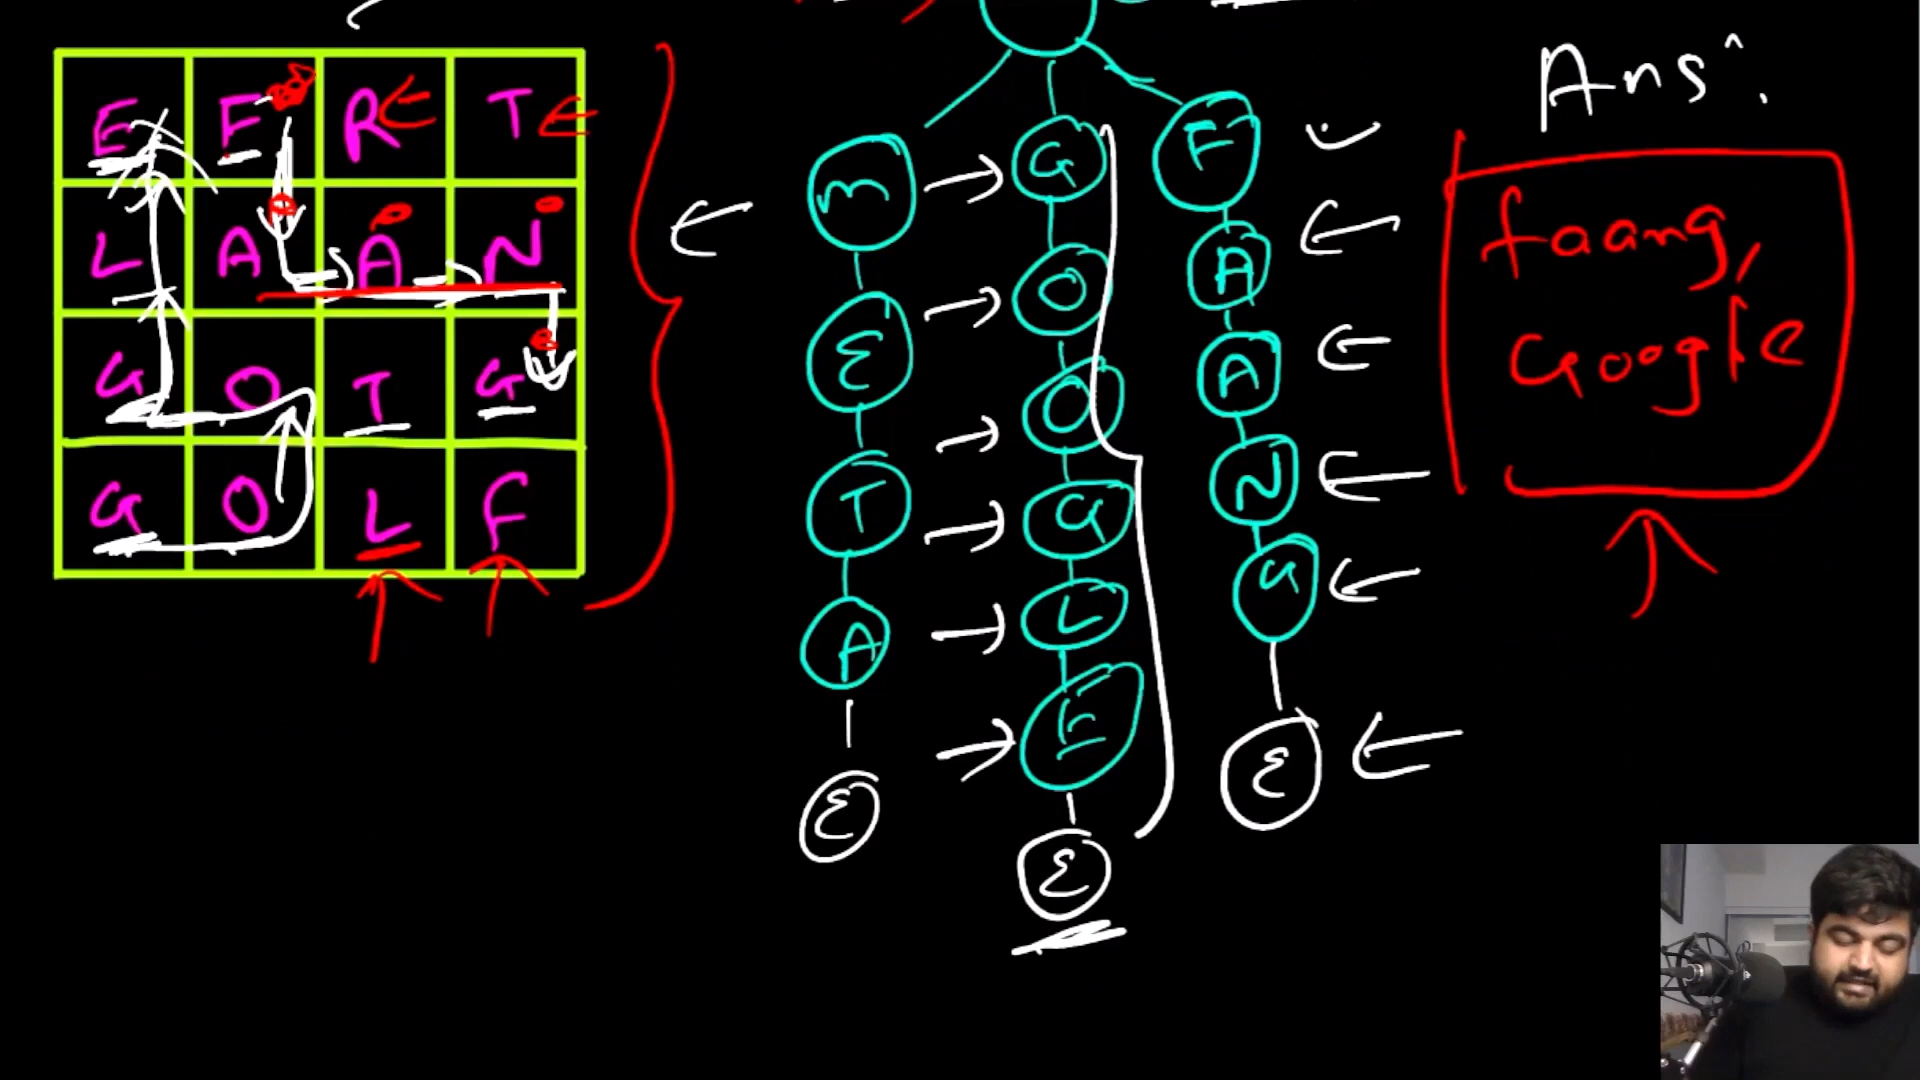 E F R T
L A A N
G O I G
G O L F
m G F
E O A
T O A
A G N
E L G
E E
E
Ans:
faang,
Google